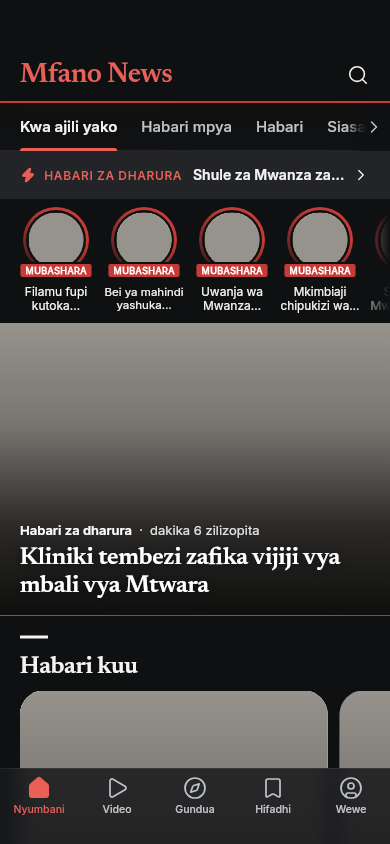 Mfano News
Kwa ajili yako Habari mpya Habari Siasa
HABARI ZA DHARURA Shule za Mwanza za...
MUBASHARA MUBASHARA MUBASHARA MUBASHARA
Filamu fupi kutoka...
Bei ya mahindi yashuka...
Uwanja wa Mwanza...
Mkimbiaji chipukizi wa...
Habari za dharura · dakika 6 zilizopita
Kliniki tembezi zafika vijiji vya
mbali vya Mtwara
Habari kuu
Nyumbani Video Gundua Hifadhi Wewe